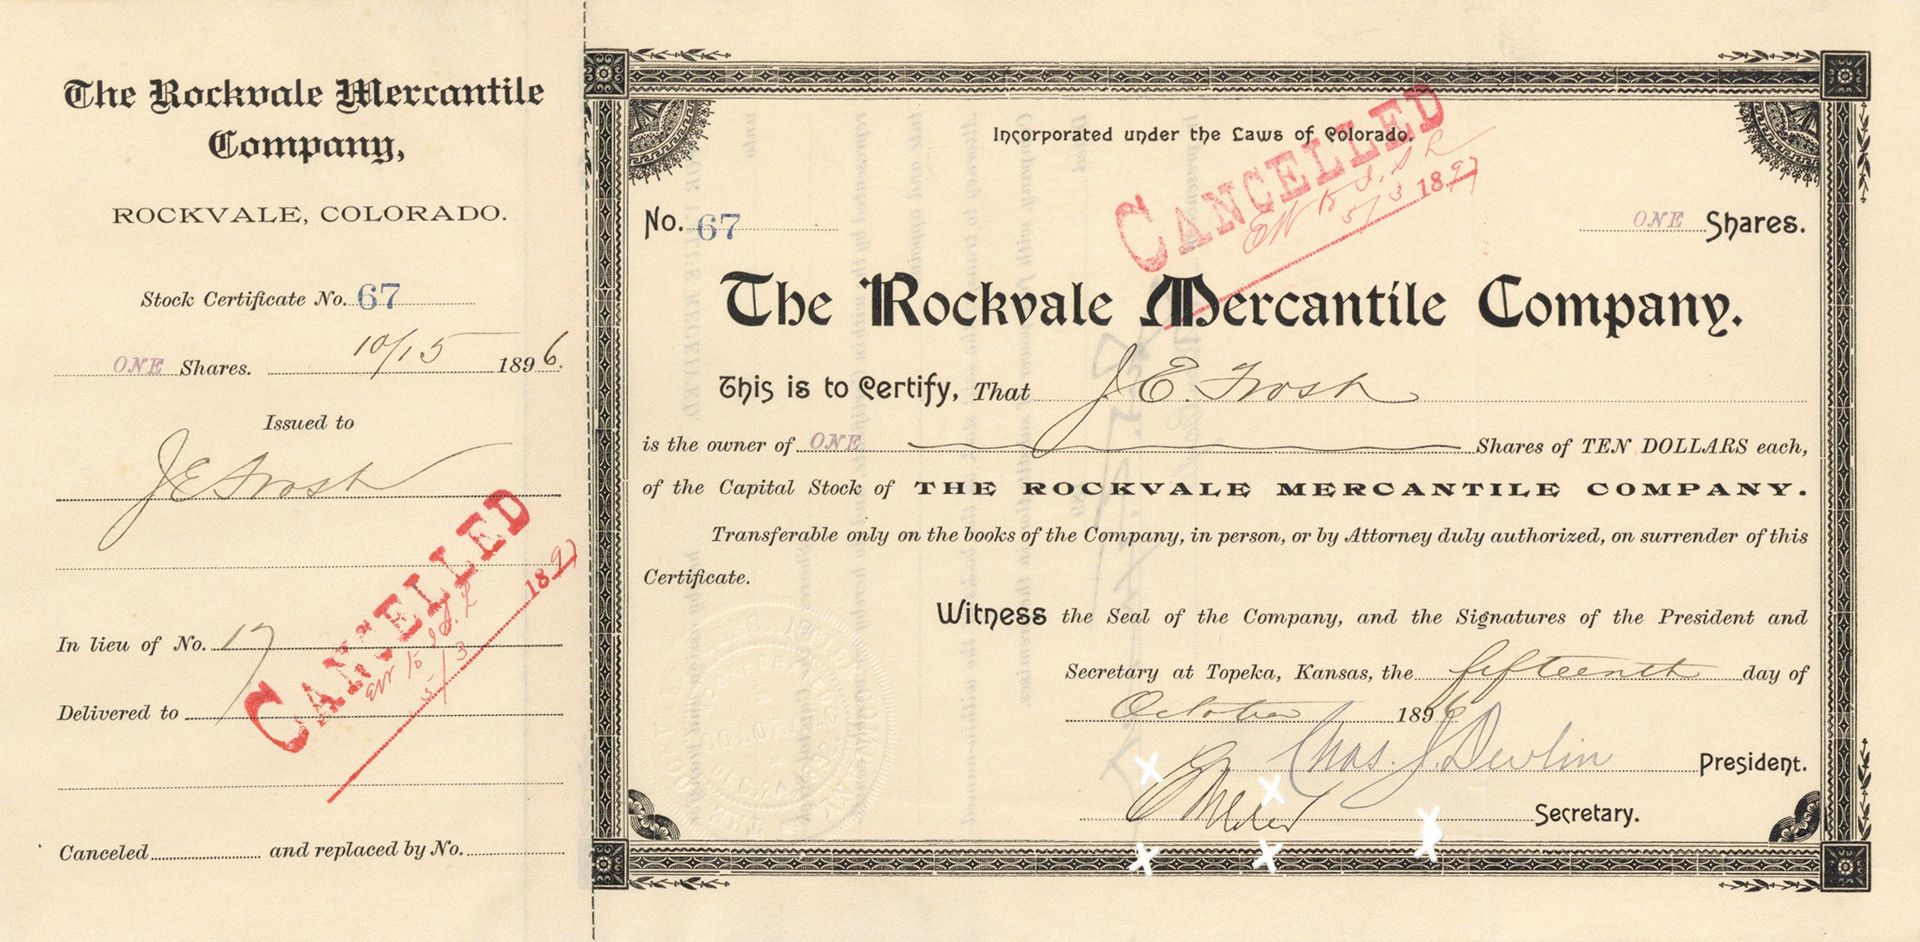 The Rockvale Mercantile
Company,
ROCKVALE, COLORADO.
Stock Certificate No. 67
ONE Shares. 10/15 1896.
Issued to
J E Frost
CANCELLED
5/3 1897
In lieu of No. 17
Delivered to
Canceled and replaced by No.
Incorporated under the Laws of Colorado.
CANCELLED
5/3 1897
No. 67
ONE Shares.
The Rockvale Mercantile Company.
This is to Certify, That J. E. Frost
is the owner of ONE Shares of TEN DOLLARS each,
of the Capital Stock of THE ROCKVALE MERCANTILE COMPANY.
Transferable only on the books of the Company, in person, or by Attorney duly authorized, on surrender of this
Certificate.
Witness the Seal of the Company, and the Signatures of the President and
Secretary at Topeka, Kansas, the fifteenth day of
October 1896
Chas. J. Devlin President.
Secretary.